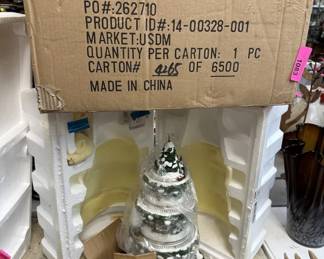 PO#:262710
PRODUCT ID#:14-00328-001
MARKET:USDM
QUANTITY PER CARTON: 1 PC
CARTON# 4265 OF 6500
MADE IN CHINA
1083